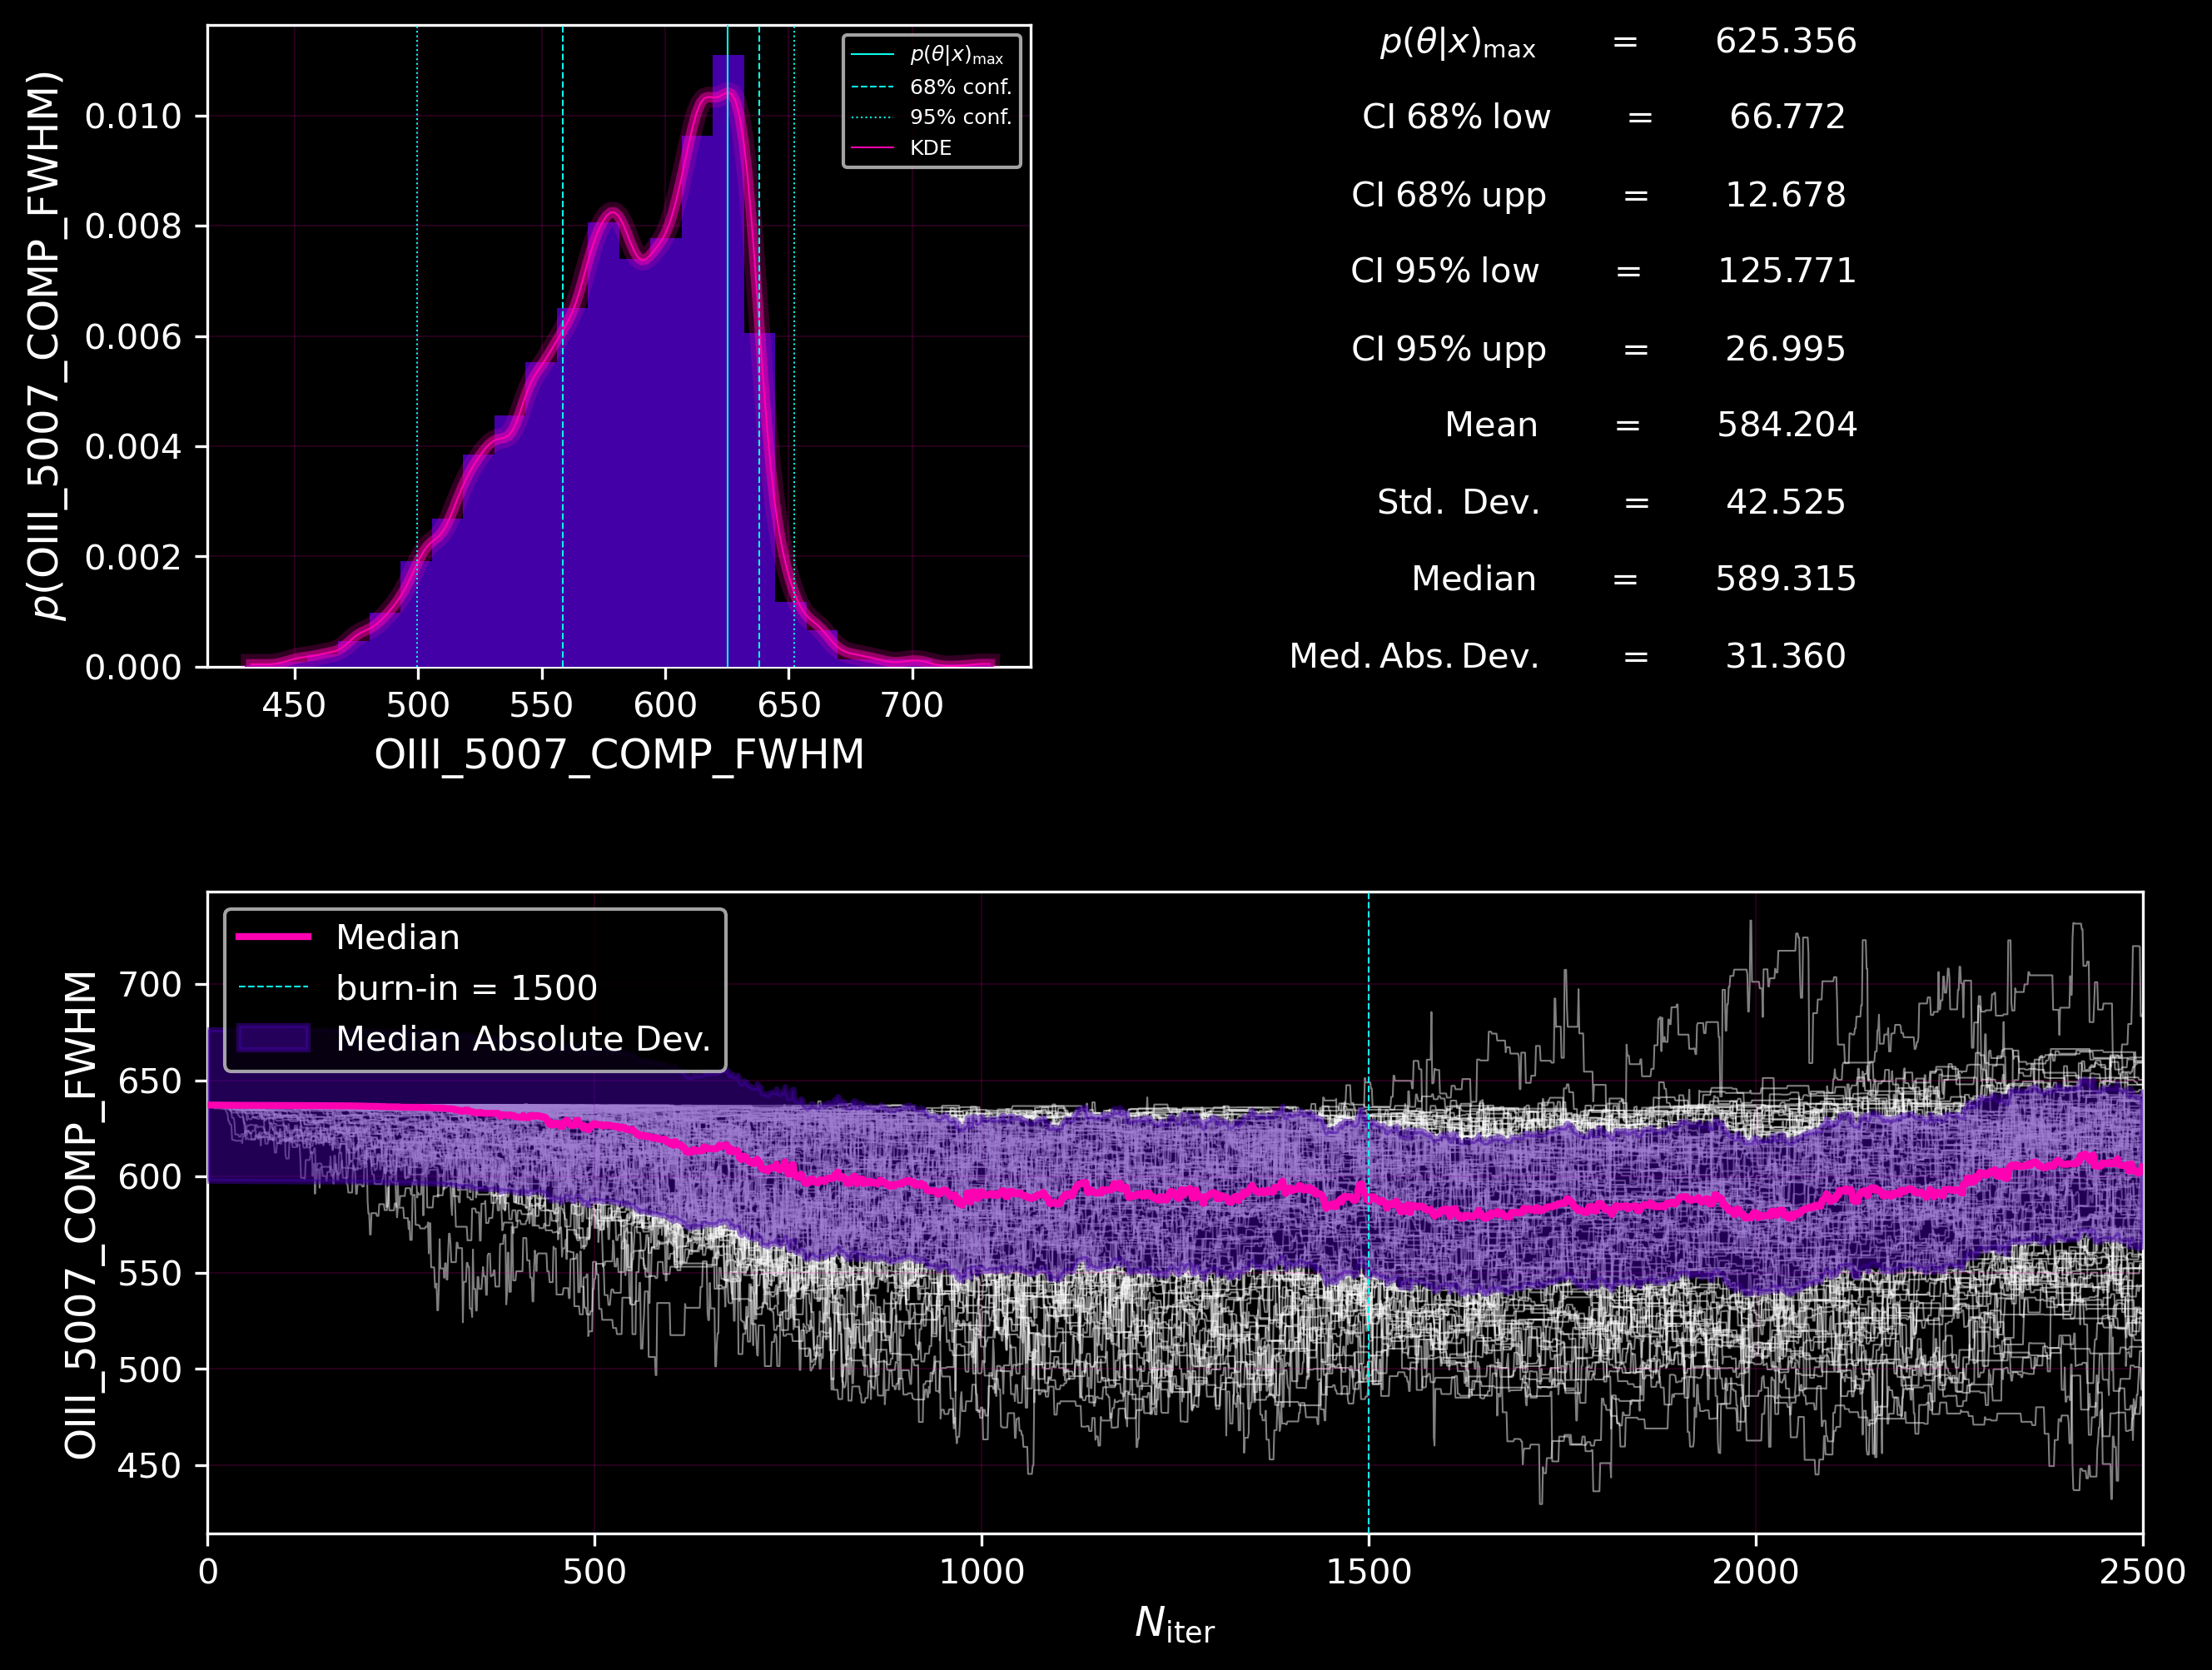 p(OIII_5007_COMP_FWHM)
0.010
0.008
0.006
0.004
0.002
0.000
450 500 550 600 650 700
OIII_5007_COMP_FWHM
p(θ|x)max
68% conf.
95% conf.
KDE
p(θ|x)max = 625.356
CI 68% low = 66.772
CI 68% upp = 12.678
CI 95% low = 125.771
CI 95% upp = 26.995
Mean = 584.204
Std. Dev. = 42.525
Median = 589.315
Med. Abs. Dev. = 31.360
OIII_5007_COMP_FWHM
700
650
600
550
500
450
Median
burn-in = 1500
Median Absolute Dev.
0 500 1000 1500 2000 2500
Niter